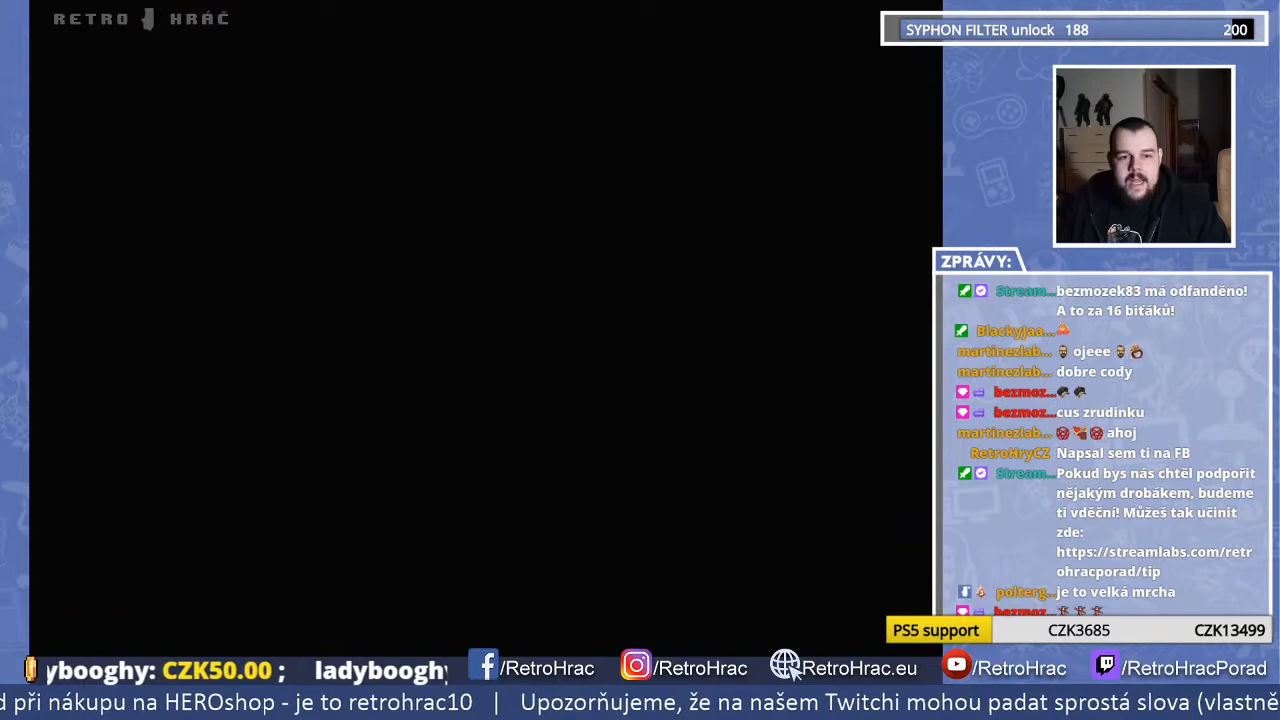 RETRO HRÁČ
SYPHON FILTER unlock 188 200
ZPRÁVY:
Stream... bezmozek83 má odfanděno!
A to za 16 biťáků!
BlackyJaa...
martinezlab... ojeee
martinezlab... dobre cody
bezmoz...
bezmoz... cus zrudinku
martinezlab... ahoj
RetroHryCZ Napsal sem ti na FB
Stream... Pokud bys nás chtěl podpořit
nějakým drobákem, budeme
ti vděční! Můžeš tak učinit
zde:
https://streamlabs.com/retr
ohracporad/tip
polterg... je to velká mrcha
bezmoz...
PS5 support CZK3685 CZK13499
ybooghy: CZK50.00 ; ladybooghy
/RetroHrac /RetroHrac RetroHrac.eu /RetroHrac /RetroHracPorad
d při nákupu na HEROshop - je to retrohrac10 | Upozorňujeme, že na našem Twitchi mohou padat sprostá slova (vlastně